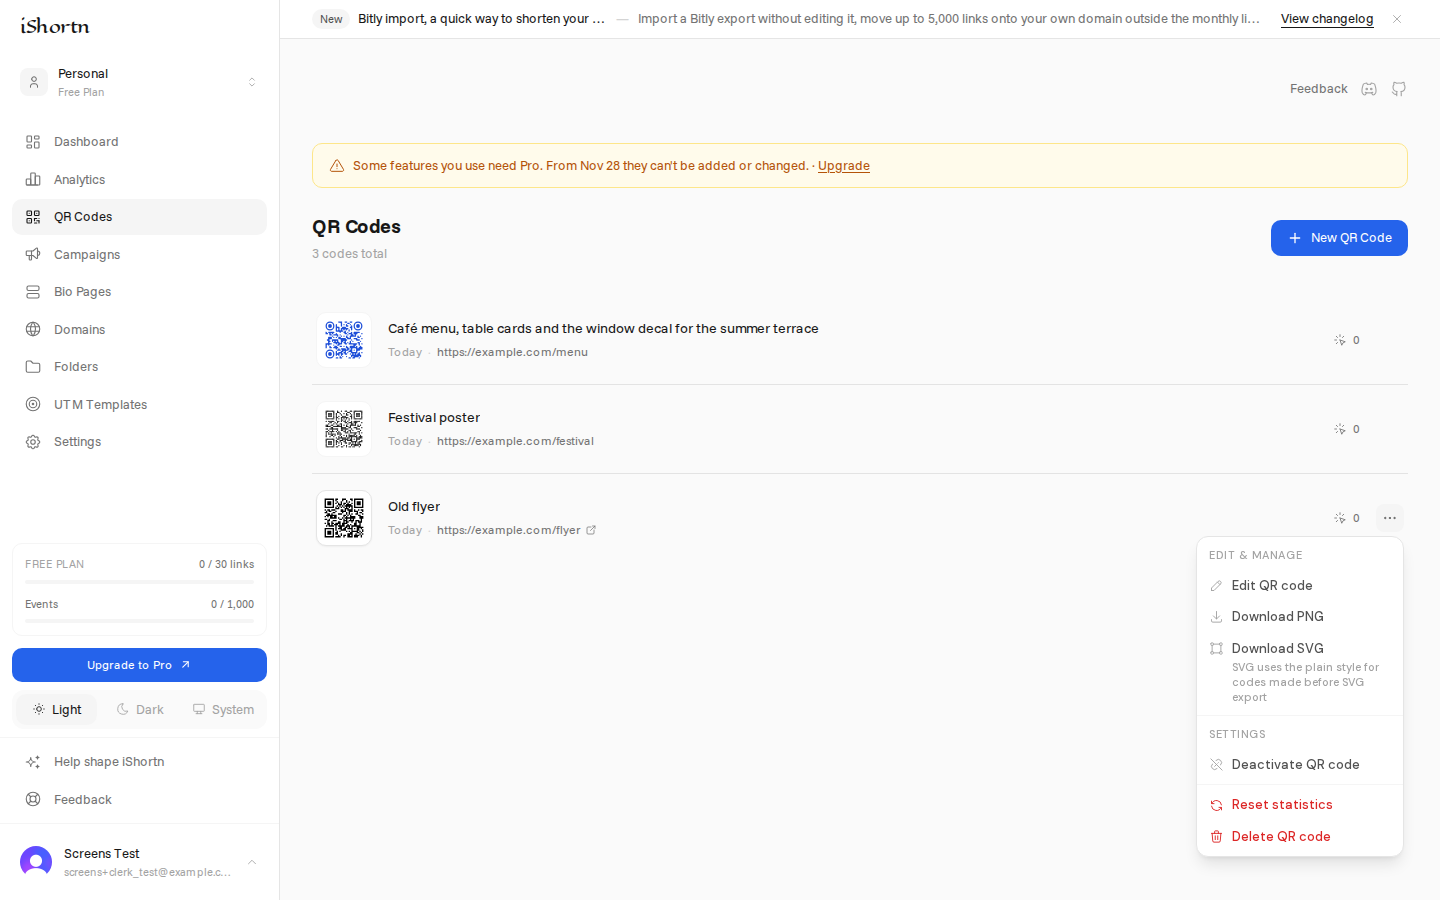 iShortn
New Bitly import, a quick way to shorten your ... — Import a Bitly export without editing it, move up to 5,000 links onto your own domain outside the monthly li... View changelog
Personal
Free Plan
Feedback
Dashboard
Analytics
QR Codes
Campaigns
Bio Pages
Domains
Folders
UTM Templates
Settings
Some features you use need Pro. From Nov 28 they can't be added or changed. · Upgrade
QR Codes
3 codes total
New QR Code
Café menu, table cards and the window decal for the summer terrace
Today · https://example.com/menu
0
Festival poster
Today · https://example.com/festival
0
Old flyer
Today · https://example.com/flyer
0
EDIT & MANAGE
Edit QR code
Download PNG
Download SVG
SVG uses the plain style for
codes made before SVG
export
SETTINGS
Deactivate QR code
Reset statistics
Delete QR code
FREE PLAN 0 / 30 links
Events 0 / 1,000
Upgrade to Pro
Light Dark System
Help shape iShortn
Feedback
Screens Test
screens+clerk_test@example.c...